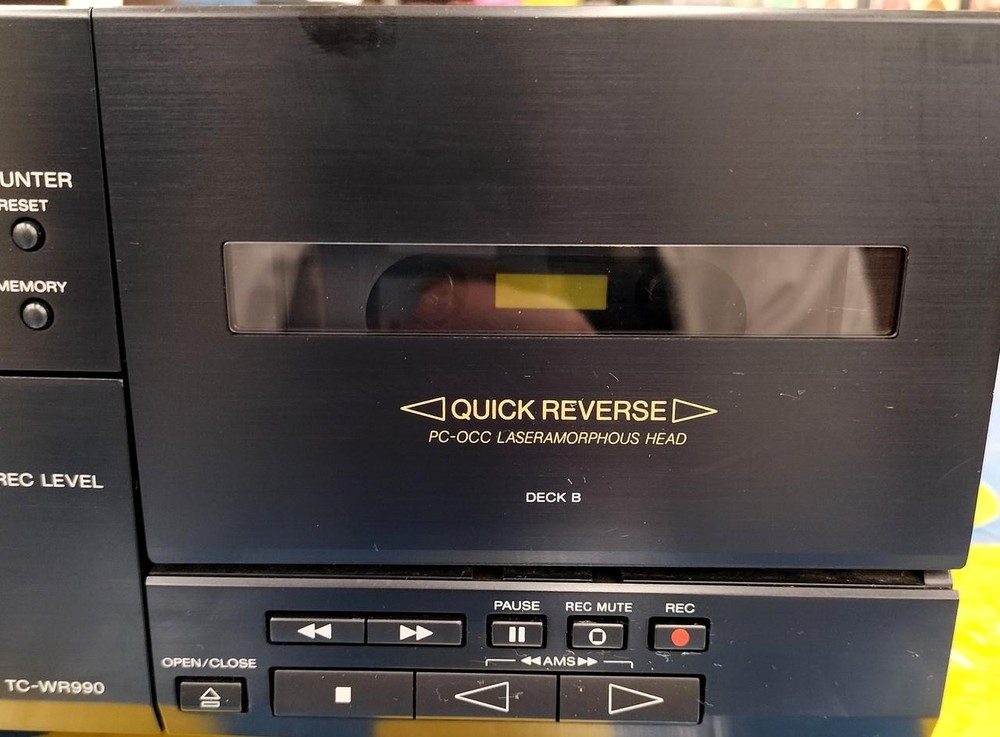 UNTER
RESET
MEMORY
QUICK REVERSE
PC-OCC LASERAMORPHOUS HEAD
DECK B
REC LEVEL
PAUSE REC MUTE REC
AMS
OPEN/CLOSE
TC-WR990